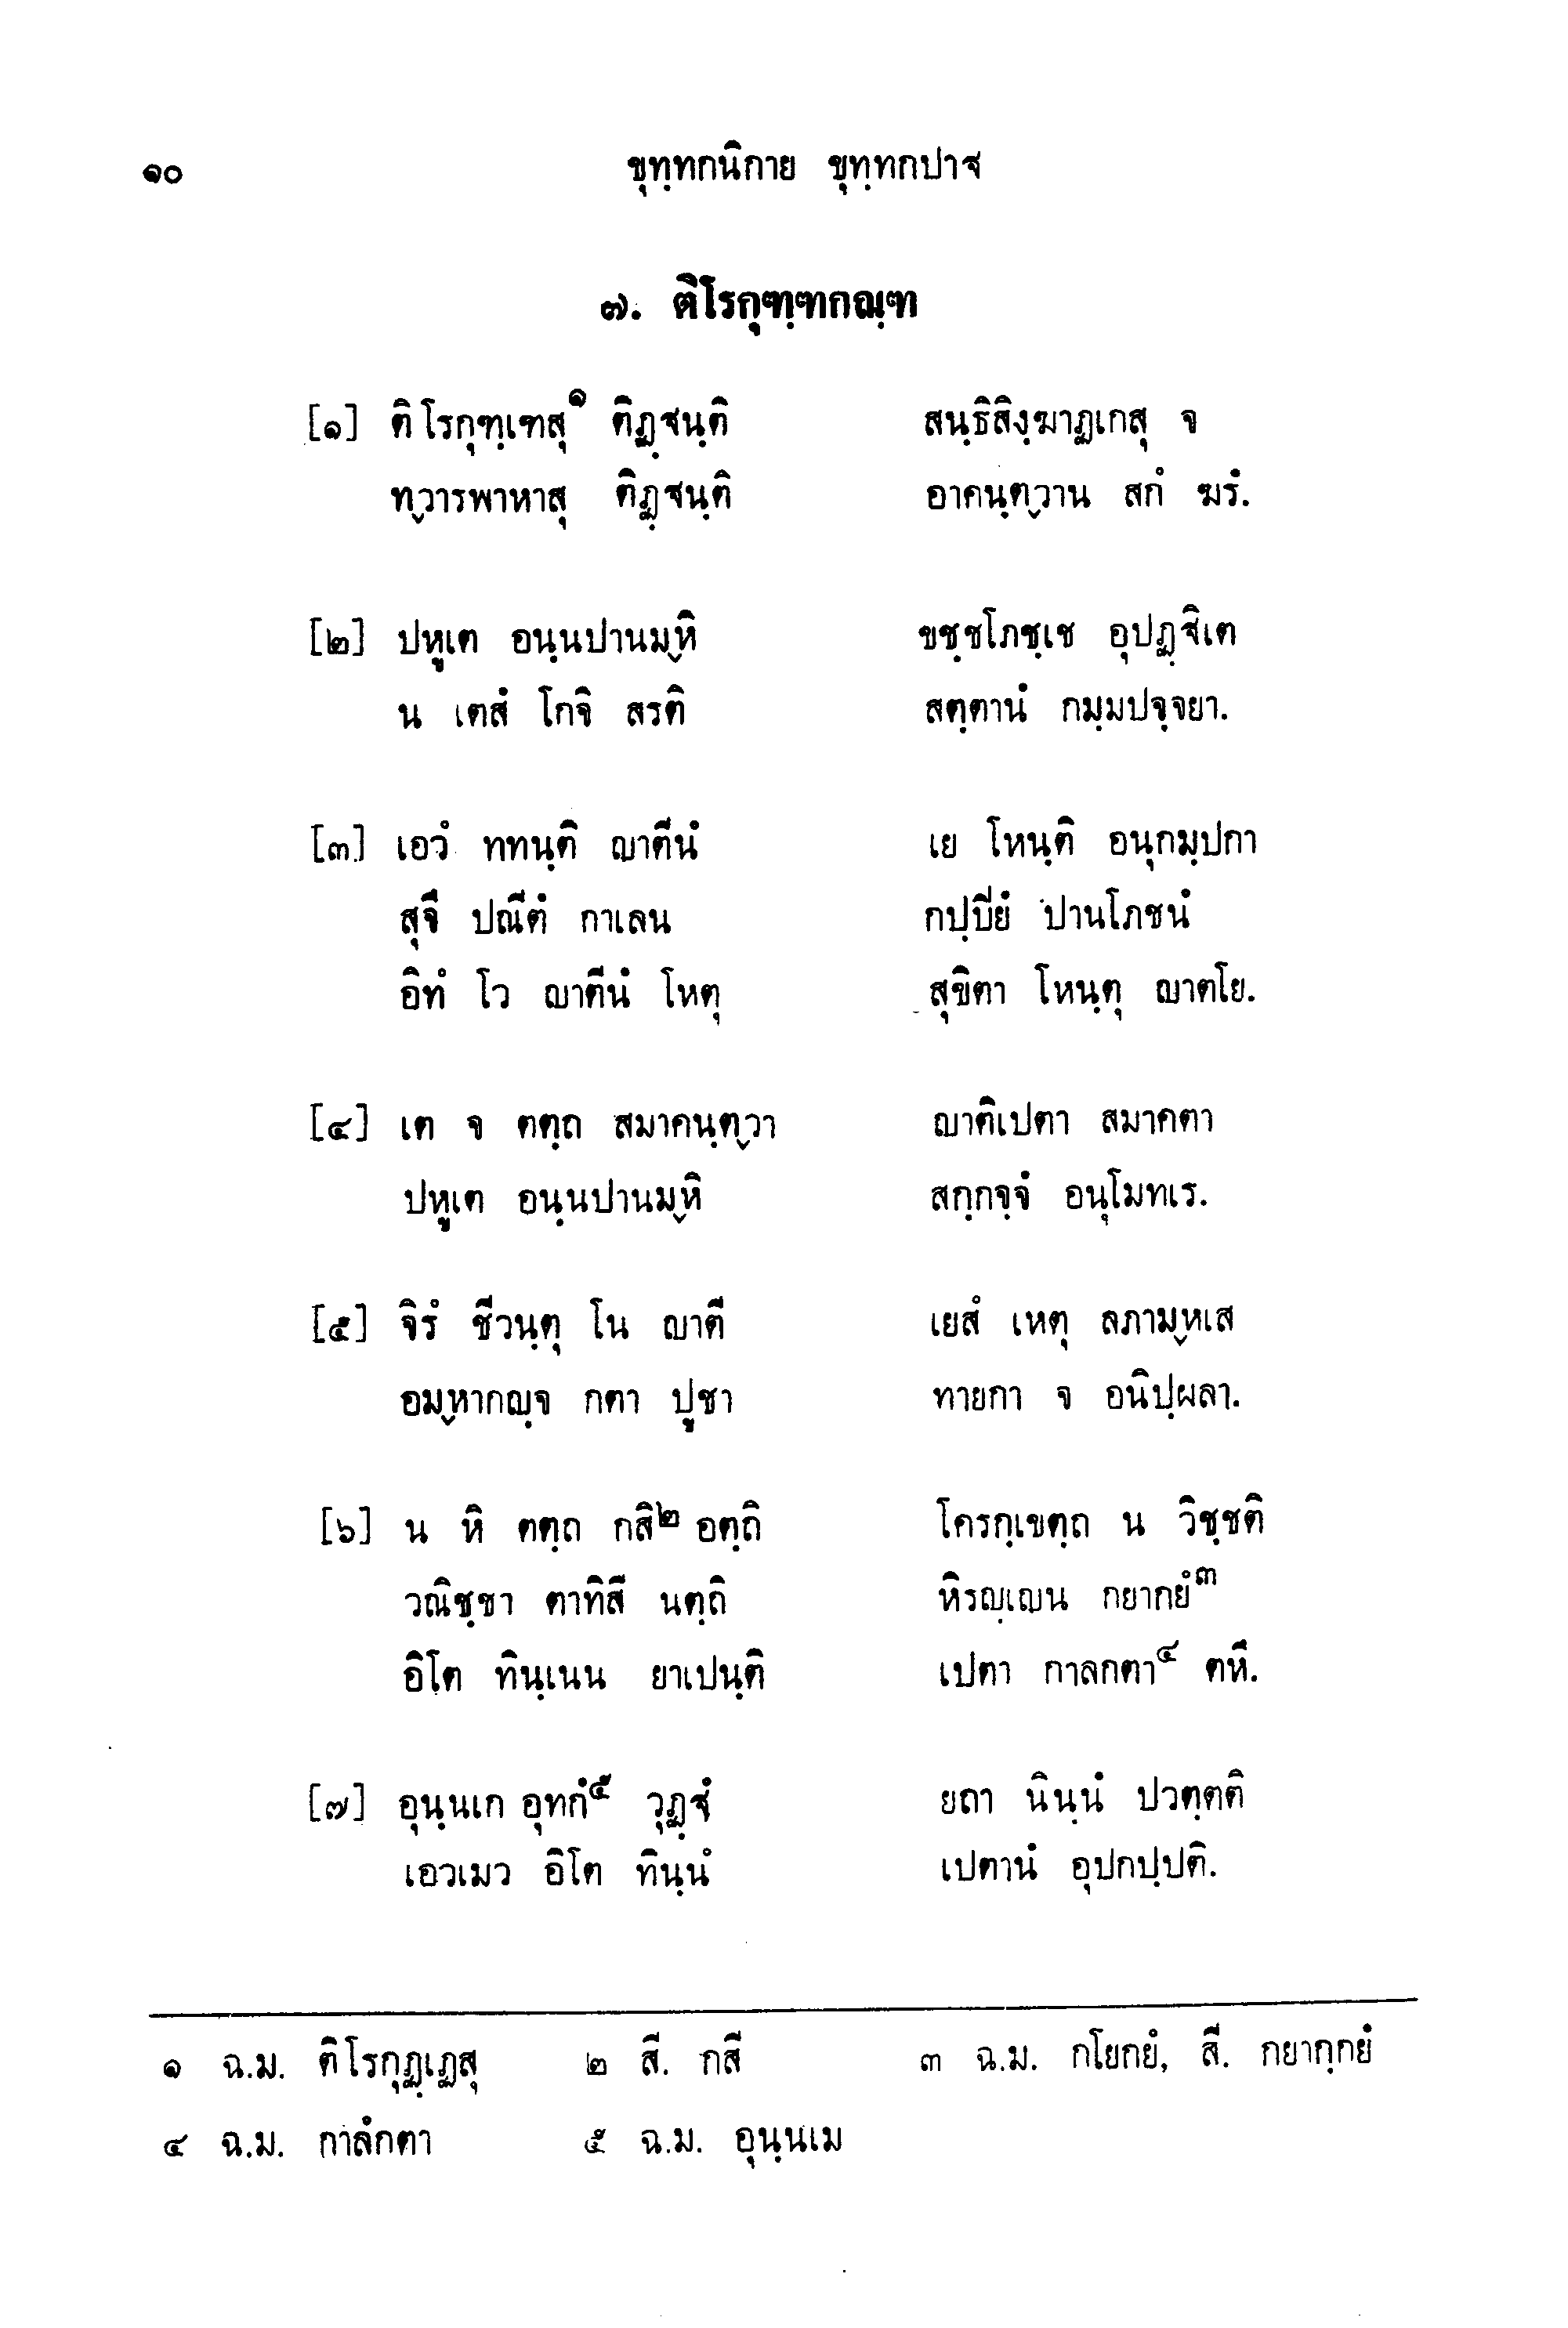 ๑๐ ขุทฺทกนิกาย ขุทฺทกปาฐ
๗. ติโรกุฑฺฑกณฺฑ
[๑] ติโรกุฑฺเฑสุ๑ ติฏฺฐนฺติ สนฺธิสิงฺฆาฏเกสุ จ
ทฺวารพาหาสุ ติฏฺฐนฺติ อาคนฺตฺวาน สกํ ฆรํ.
[๒] ปหูเต อนฺนปานมฺหิ ขชฺชโภชฺเช อุปฏฺฐิเต
น เตสํ โกจิ สรติ สตฺตานํ กมฺมปจฺจยา.
[๓] เอวํ ททนฺติ ญาตีนํ เย โหนฺติ อนุกมฺปกา
สุจึ ปณีตํ กาเลน กปฺปิยํ ปานโภชนํ
อิทํ โว ญาตีนํ โหตุ สุขิตา โหนฺตุ ญาตโย.
[๔] เต จ ตตฺถ สมาคนฺตฺวา ญาติเปตา สมาคตา
ปหูเต อนฺนปานมฺหิ สกฺกจฺจํ อนุโมทเร.
[๕] จิรํ ชีวนฺตุ โน ญาตี เยสํ เหตุ ลภามฺหเส
อมฺหากญฺจ กตา ปูชา ทายกา จ อนิปฺผลา.
[๖] น หิ ตตฺถ กสิ๒ อตฺถิ โครกฺเขตฺถ น วิชฺชติ
วณิชฺชา ตาทิสี นตฺถิ หิรญฺเญน กยากยํ๓
อิโต ทินฺเนน ยาเปนฺติ เปตา กาลกตา๔ ตหึ.
[๗] อุนฺนเก อุทกํ๕ วุฏฺฐํ ยถา นินฺนํ ปวตฺตติ
เอวเมว อิโต ทินฺนํ เปตานํ อุปกปฺปติ.
๑ ฉ.ม. ติโรกุฏฺเฏสุ ๒ สี. กสี ๓ ฉ.ม. กโยกยํ, สี. กยากฺกยํ
๔ ฉ.ม. กาลํกตา ๕ ฉ.ม. อุนฺนเม